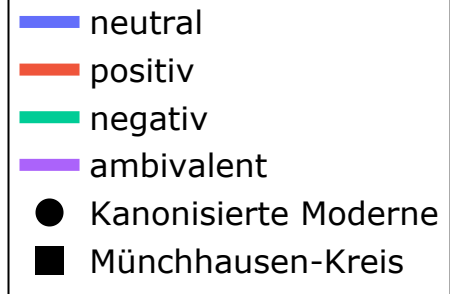 neutral
positiv
negativ
ambivalent
Kanonisierte Moderne
Münchhausen-Kreis